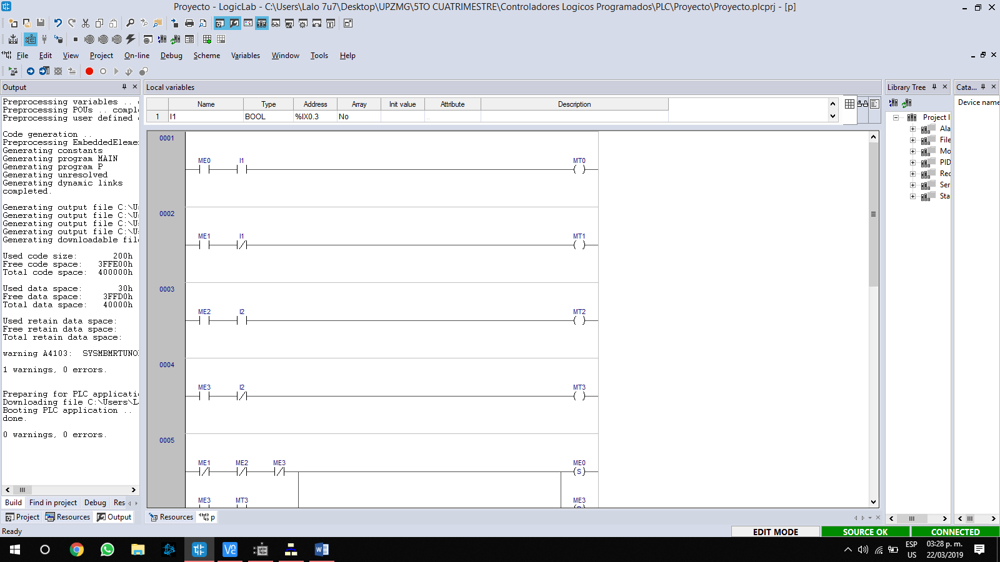 Proyecto - LogicLab - C:\Users\Lalo 7u7\Desktop\UPZMG\5TO CUATRIMESTRE\Controladores Logicos Programados\PLC\Proyecto\Proyecto.plcprj - [p]
File Edit View Project On-line Debug Scheme Variables Window Tools Help
Output
Preprocessing variables ..
Preprocessing POUs .. compl
Preprocessing user defined
Code generation ..
Preprocessing EmbeddedEleme
Generating constants
Generating program MAIN
Generating program P
Generating unresolved
Generating dynamic links
completed.
Generating output file C:\U
Generating output file C:\U
Generating output file C:\U
Generating output file C:\U
Generating downloadable fil
Used code size: 200h
Free code space: 3FFE00h
Total code space: 400000h
Used data space: 30h
Free data space: 3FFD0h
Total data space: 40000h
Used retain data space:
Free retain data space:
Total retain data space:
warning A4103: SYSMBMRTUNO
1 warnings, 0 errors.
Preparing for PLC applicati
Downloading file C:\Users\L
Booting PLC application ..
done.
0 warnings, 0 errors.
Build Find in project Debug Res
Project Resources Output
Ready
Local variables
Name Type Address Array Init value Attribute Description
1 I1 BOOL %IX0.3 No ..
0001
ME0 I1 MT0
0002
ME1 I1 MT1
0003
ME2 I2 MT2
0004
ME3 I2 MT3
0005
ME1 ME2 ME3 ME0
S
ME3 MT3 ME3
Resources p
Library Tree
Project l
Ala
File
Mo
PID
Rec
Ser
Sta
Cata...
Device name
EDIT MODE SOURCE OK CONNECTED
ESP
US
03:28 p. m.
22/03/2019